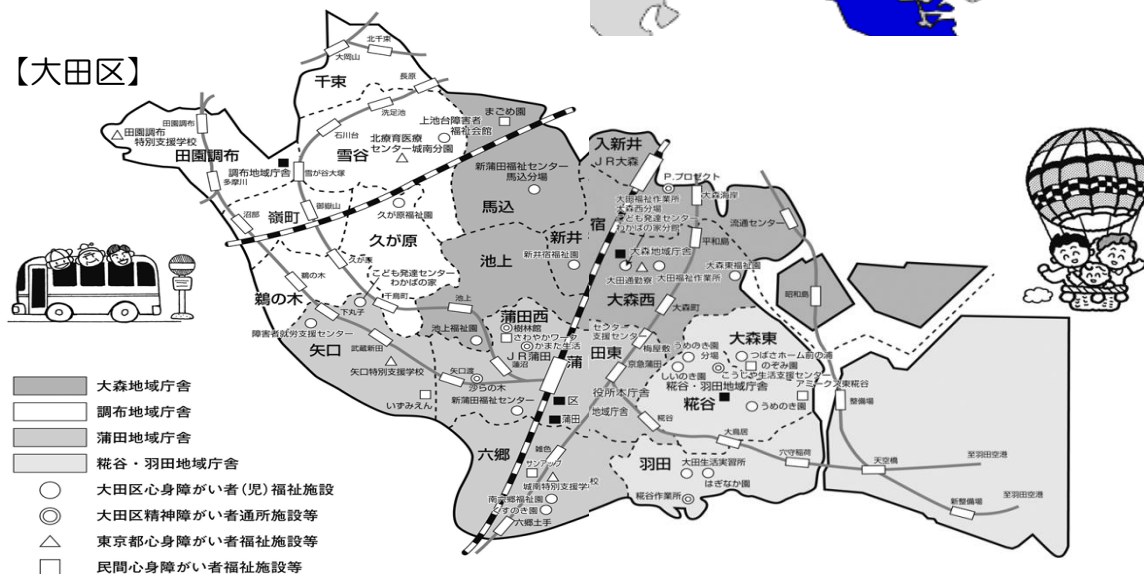 【大田区】
北千束
大岡山
千束
長原
洗足池
石川台
上池台障害者
福祉会館
北療育医療
センター城南分園
まごめ園
田園調布
田園調布
特別支援学校
田園調布
調布地域庁舎
雪谷
雪が谷大塚
多摩川
沼部
嶺町
御嶽山
久が原福祉園
久が原
久が原
新蒲田福祉センター
馬込分場
馬込
新井
宿
新井宿福祉園
池上
入新井
JR大森
P.プロゼクト
大田福祉作業所
大森西分場
こども発達センター
わかばの家分館
大森海岸
平和島
流通センター
大森地域庁舎
大田通勤寮
大田福祉作業所
大森東福祉園
大森西
大森町
昭和島
鵜の木
鵜の木
こども発達センター
わかばの家
千鳥町
下丸子
障害者就労支援センター
矢口
武蔵新田
矢口特別支援学校
いずみえん
矢口渡
池上
池上福祉園
蒲田西
樹林館
さわやかワーク
かまた生活
JR蒲田
蓮沼
新蒲田福祉センター
蒲
田東
支援センター
梅屋敷
京急蒲田
区
役所本庁舎
蒲田
地域庁舎
うめのき園
分場
しいのき園
大森東
つばさホーム前の浦
のぞみ園
こうじや生活支援センター
アミークス東糀谷
糀谷・羽田地域庁舎
糀谷
うめのき園
糀谷
大鳥居
穴守稲荷
整備場
天空橋
至羽田空港
新整備場
至羽田空港
六郷
雑色
サンアップ
城南特別支援学
校
南六郷福祉園
くすのき園
六郷土手
羽田
大田生活実習所
はぎなか園
糀谷作業所
大森地域庁舎
調布地域庁舎
蒲田地域庁舎
糀谷・羽田地域庁舎
大田区心身障がい者(児)福祉施設
大田区精神障がい者通所施設等
東京都心身障がい者福祉施設等
民間心身障がい者福祉施設等